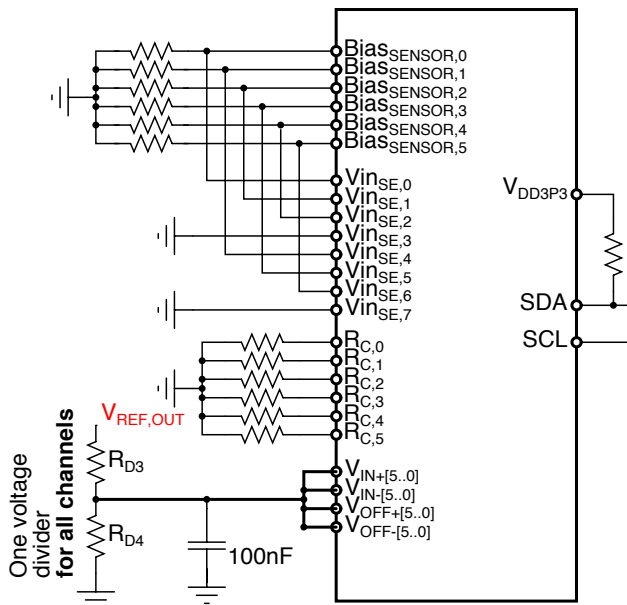 Bias_SENSOR,0
Bias_SENSOR,1
Bias_SENSOR,2
Bias_SENSOR,3
Bias_SENSOR,4
Bias_SENSOR,5
Vin_SE,0
Vin_SE,1
Vin_SE,2
Vin_SE,3
Vin_SE,4
Vin_SE,5
Vin_SE,6
Vin_SE,7
V_DD3P3
SDA
SCL
R_C,0
R_C,1
R_C,2
R_C,3
R_C,4
R_C,5
V_REF,OUT
R_D3
R_D4
One voltage
divider
for all channels
100nF
V_IN+[5..0]
V_IN-[5..0]
V_OFF+[5..0]
V_OFF-[5..0]